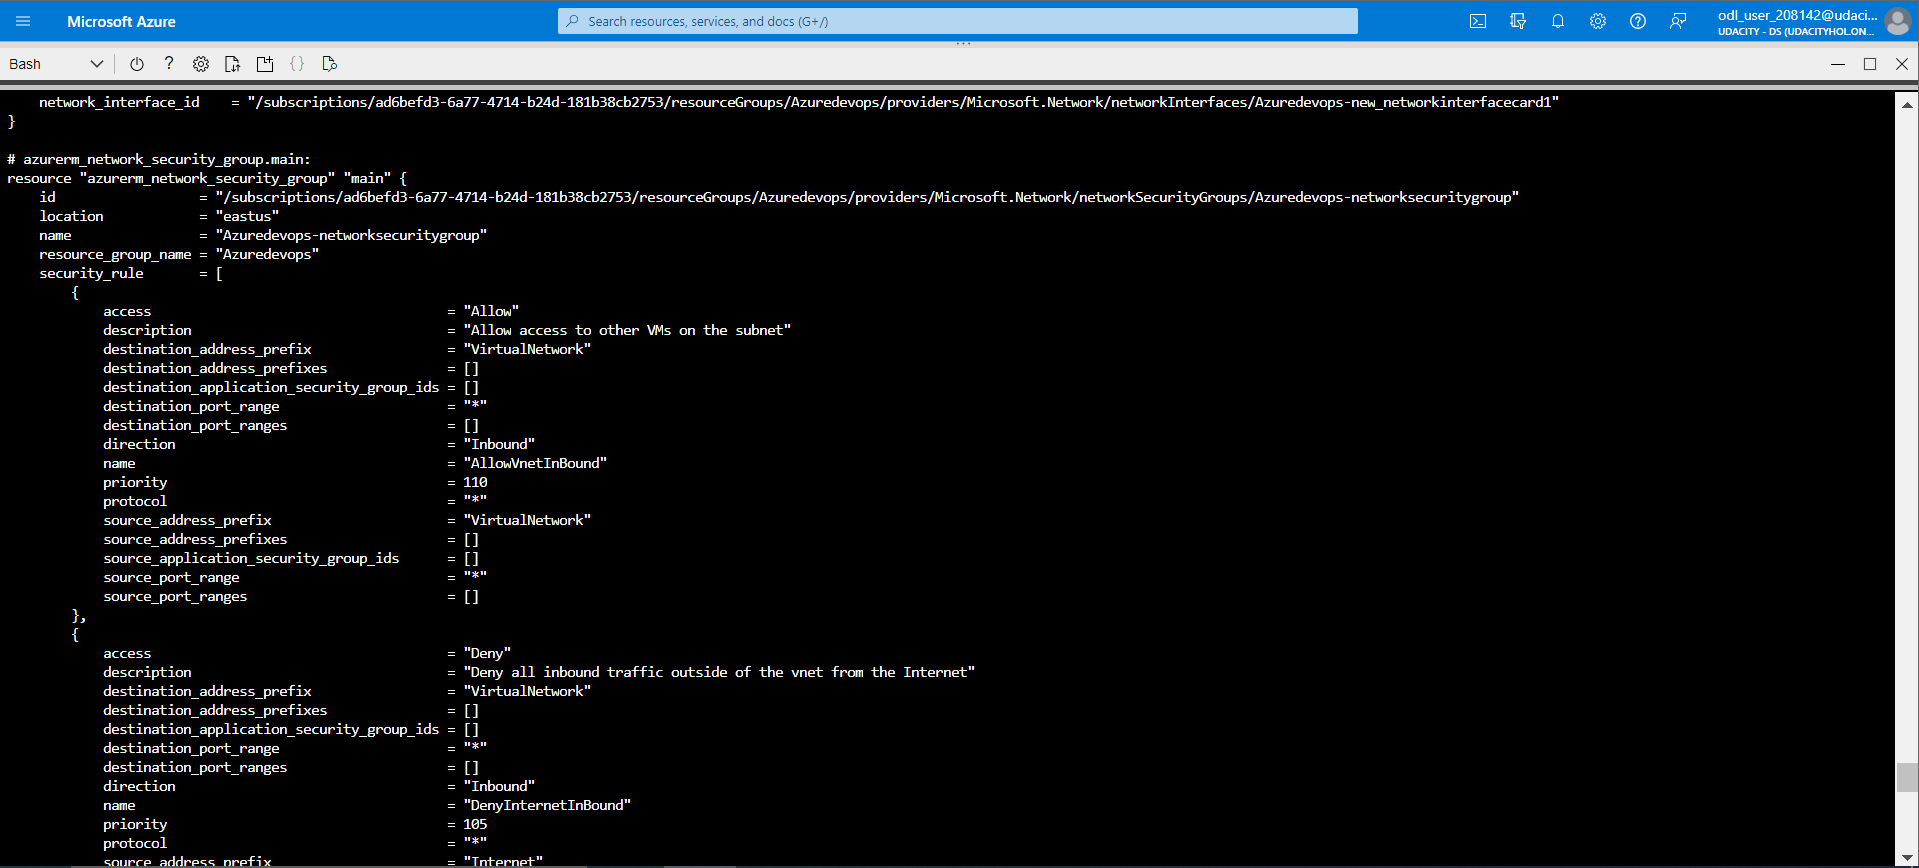 Microsoft Azure
Search resources, services, and docs (G+/)
odl_user_208142@udaci...
UDACITY - DS (UDACITYHOL.ON...
Bash
network_interface_id    = "/subscriptions/ad6befd3-6a77-4714-b24d-181b38cb2753/resourceGroups/Azuredevops/providers/Microsoft.Network/networkInterfaces/Azuredevops-new_networkinterfacecard1"
}
# azurerm_network_security_group.main:
resource "azurerm_network_security_group" "main" {
id                  = "/subscriptions/ad6befd3-6a77-4714-b24d-181b38cb2753/resourceGroups/Azuredevops/providers/Microsoft.Network/networkSecurityGroups/Azuredevops-networksecuritygroup"
location            = "eastus"
name                = "Azuredevops-networksecuritygroup"
resource_group_name = "Azuredevops"
security_rule       = [
{
access                                     = "Allow"
description                                = "Allow access to other VMs on the subnet"
destination_address_prefix                 = "VirtualNetwork"
destination_address_prefixes               = []
destination_application_security_group_ids = []
destination_port_range                     = "*"
destination_port_ranges                    = []
direction                                  = "Inbound"
name                                       = "AllowVnetInBound"
priority                                   = 110
protocol                                   = "*"
source_address_prefix                      = "VirtualNetwork"
source_address_prefixes                    = []
source_application_security_group_ids      = []
source_port_range                          = "*"
source_port_ranges                         = []
},
{
access                                     = "Deny"
description                                = "Deny all inbound traffic outside of the vnet from the Internet"
destination_address_prefix                 = "VirtualNetwork"
destination_address_prefixes               = []
destination_application_security_group_ids = []
destination_port_range                     = "*"
destination_port_ranges                    = []
direction                                  = "Inbound"
name                                       = "DenyInternetInBound"
priority                                   = 105
protocol                                   = "*"
source_address_prefix                      = "Internet"